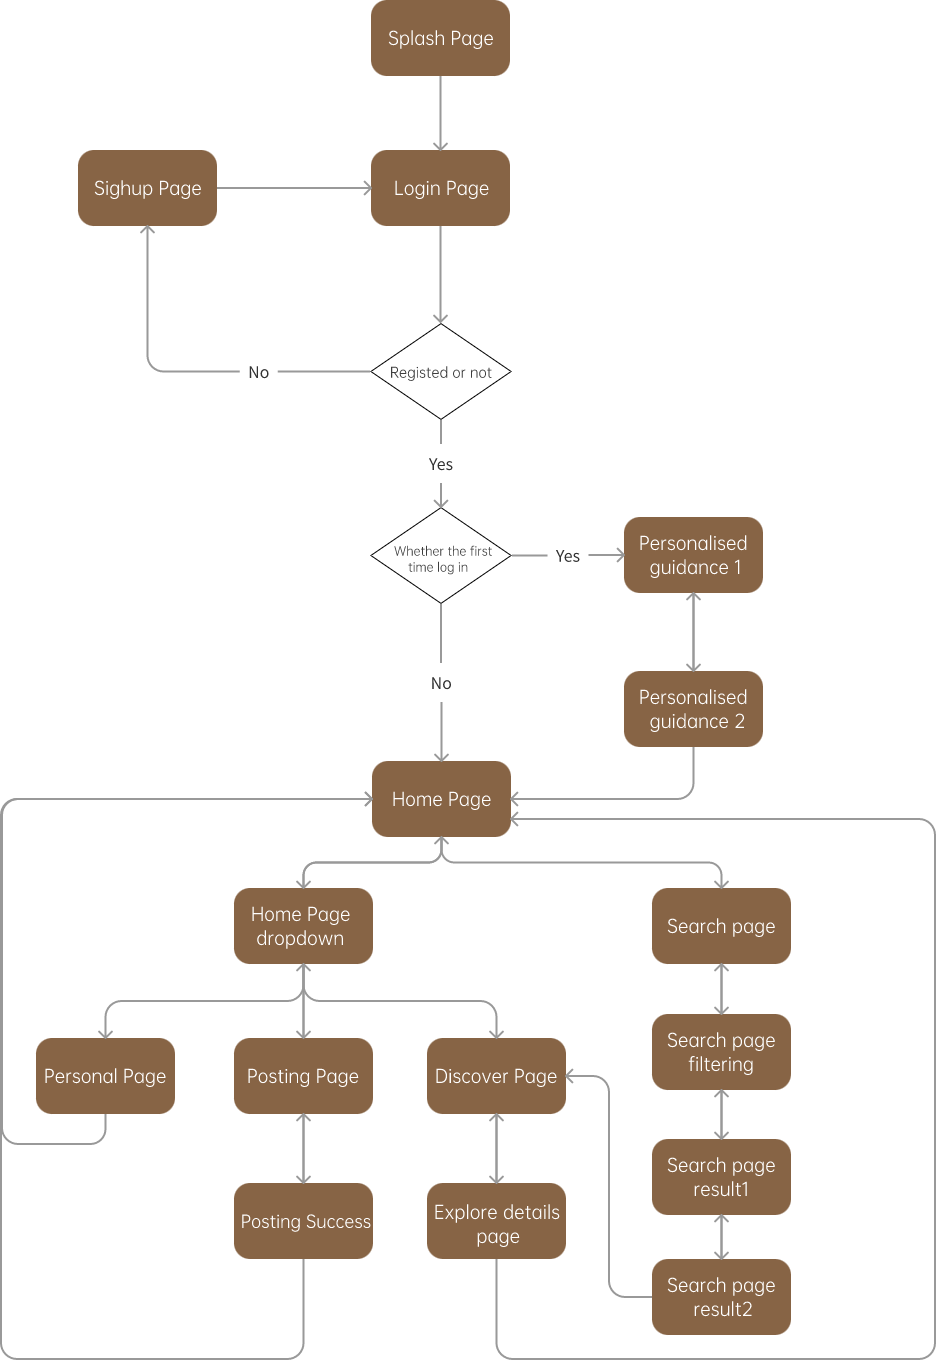 Splash Page
Sighup Page
Login Page
Registed or not
No
Yes
Whether the first
time log in
Yes
Personalised
guidance 1
No
Personalised
guidance 2
Home Page
Home Page
dropdown
Search page
Search page
filtering
Personal Page
Posting Page
Discover Page
Search page
result1
Posting Success
Explore details
page
Search page
result2